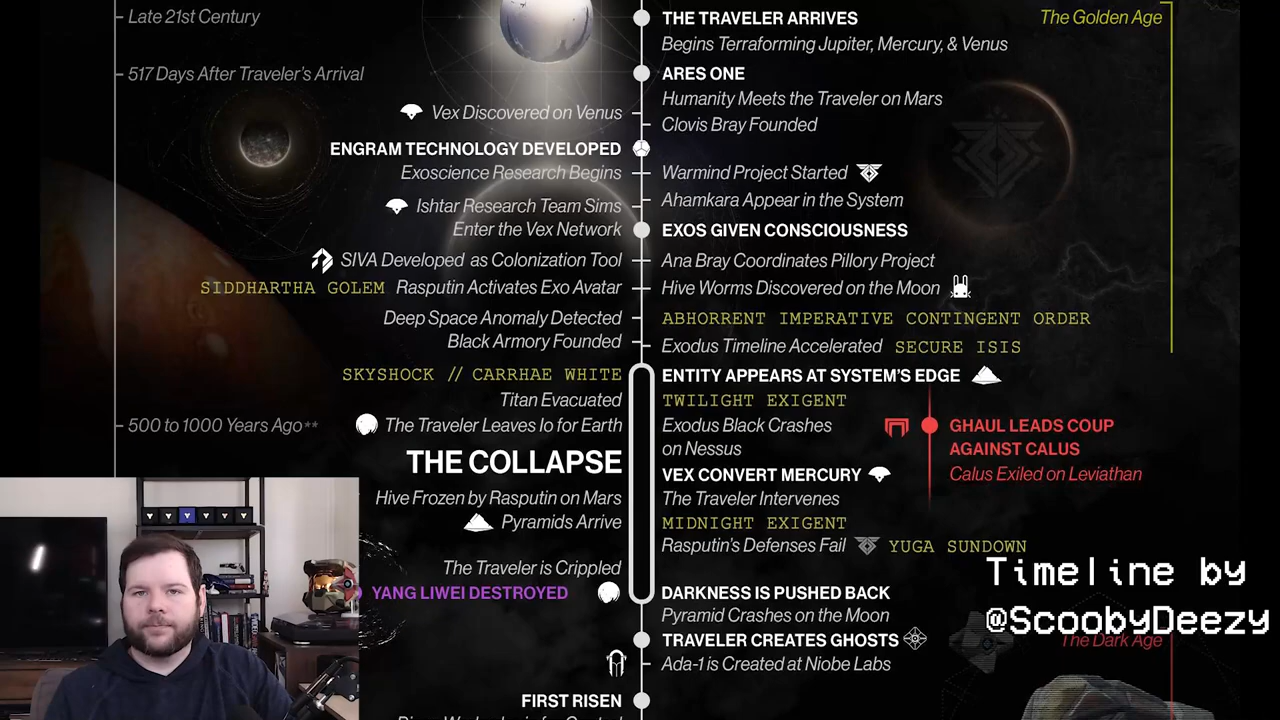 Late 21st Century
THE TRAVELER ARRIVES
The Golden Age
Begins Terraforming Jupiter, Mercury, & Venus
517 Days After Traveler's Arrival
ARES ONE
Humanity Meets the Traveler on Mars
Vex Discovered on Venus
Clovis Bray Founded
ENGRAM TECHNOLOGY DEVELOPED
Exoscience Research Begins
Warmind Project Started
Ahamkara Appear in the System
Ishtar Research Team Sims
Enter the Vex Network
EXOS GIVEN CONSCIOUSNESS
SIVA Developed as Colonization Tool
Ana Bray Coordinates Pillory Project
SIDDHARTHA GOLEM Rasputin Activates Exo Avatar
Hive Worms Discovered on the Moon
Deep Space Anomaly Detected
ABHORRENT IMPERATIVE CONTINGENT ORDER
Black Armory Founded
Exodus Timeline Accelerated SECURE ISIS
SKYSHOCK // CARRHAE WHITE
ENTITY APPEARS AT SYSTEM'S EDGE
Titan Evacuated
TWILIGHT EXIGENT
500 to 1000 Years Ago**
The Traveler Leaves Io for Earth
Exodus Black Crashes
on Nessus
GHAUL LEADS COUP
AGAINST CALUS
Calus Exiled on Leviathan
THE COLLAPSE
VEX CONVERT MERCURY
Hive Frozen by Rasputin on Mars
The Traveler Intervenes
Pyramids Arrive
MIDNIGHT EXIGENT
Rasputin's Defenses Fail YUGA SUNDOWN
The Traveler is Crippled
Timeline by
@ScoobyDeezy
YANG LIWEI DESTROYED
DARKNESS IS PUSHED BACK
Pyramid Crashes on the Moon
TRAVELER CREATES GHOSTS
The Dark Age
Ada-1 is Created at Niobe Labs
FIRST RISEN